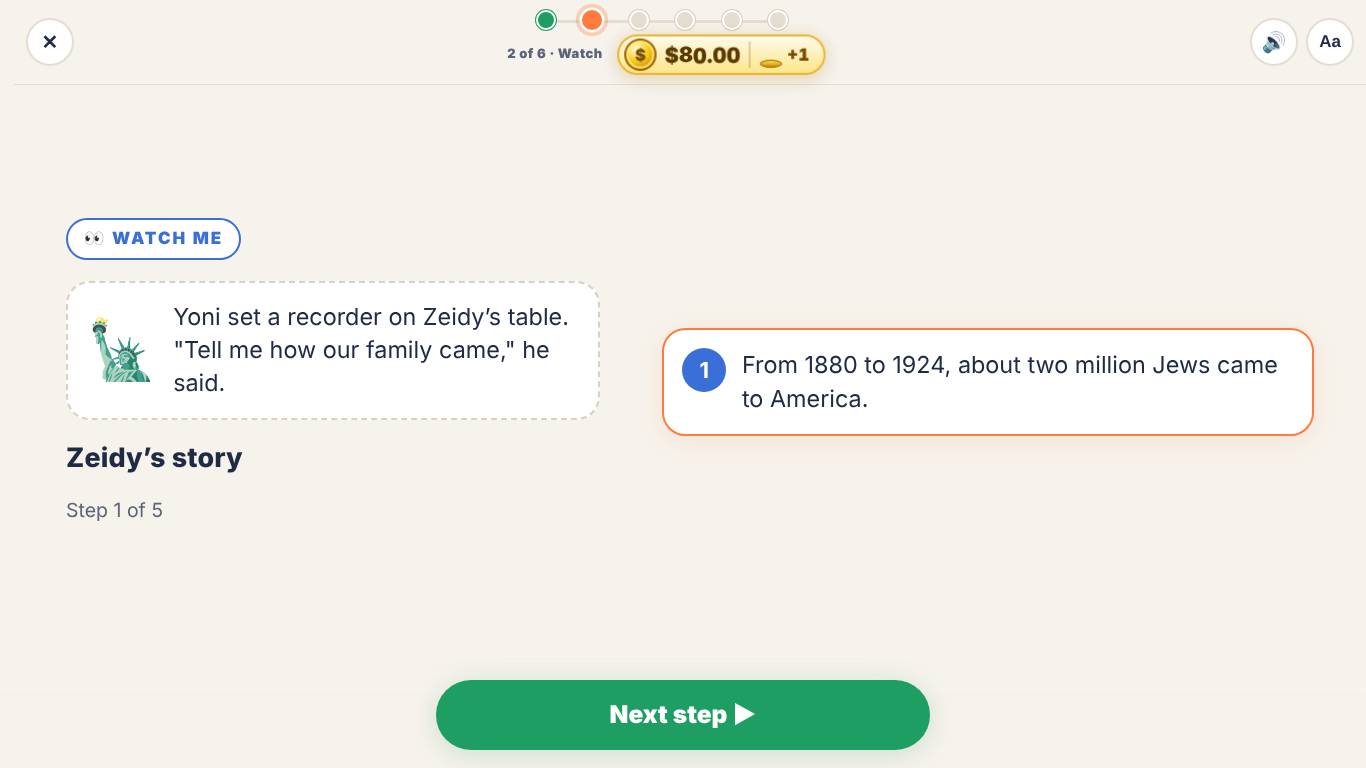 ✕
2 of 6 · Watch
$ $80.00 +1
Aa
👀 WATCH ME
Yoni set a recorder on Zeidy’s table.
"Tell me how our family came," he
said.
Zeidy’s story
Step 1 of 5
1
From 1880 to 1924, about two million Jews came
to America.
Next step ▶